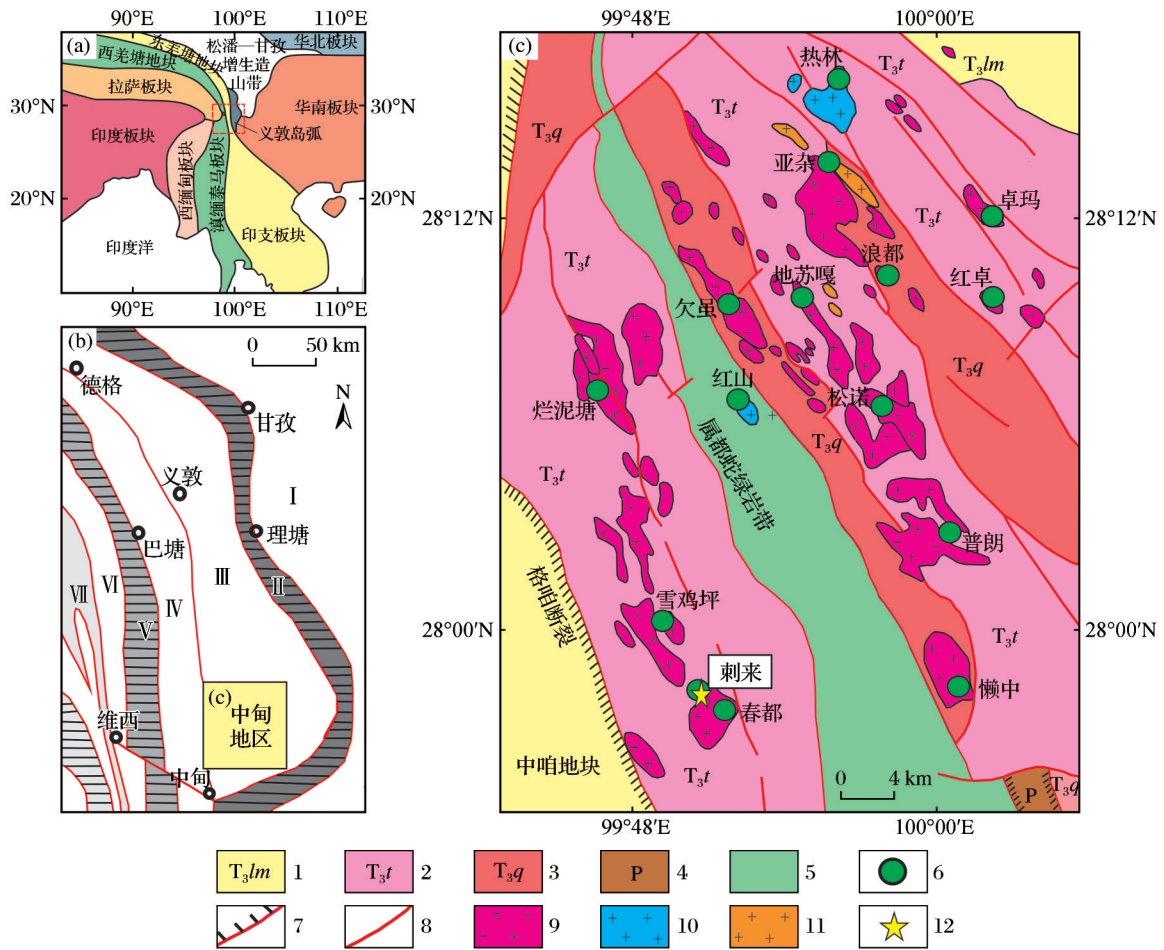 90°E
100°E
110°E
(a)
东羌塘地块
西羌塘地块
松潘—甘孜
增生造
山带
华北板块
拉萨板块
30°N
30°N
华南板块
印度板块
义敦岛弧
西缅甸板块
滇缅泰马板块
20°N
20°N
印度洋
印支板块
90°E
100°E
110°E
(b)
0
50 km
德格
N
甘孜
义敦
Ⅰ
巴塘
理塘
Ⅶ
Ⅵ
Ⅲ
Ⅱ
Ⅳ
Ⅴ
(c)
维西
中甸
地区
中甸
99°48′E
100°00′E
(c)
热林
T₃t
T₃lm
T₃q
T₃t
亚杂
卓玛
28°12′N
28°12′N
T₃t
T₃t
浪都
地苏嘎
红卓
欠虽
红山
T₃q
烂泥塘
松诺
T₃q
属都蛇绿岩带
T₃t
普朗
格咱断裂
雪鸡坪
28°00′N
28°00′N
T₃t
刺来
懒中
春都
中咱地块
T₃t
0
4 km
P
T₃q
99°48′E
100°00′E
T₃lm 1
T₃t 2
T₃q 3
P 4
5
6
7
8
9
10
11
12